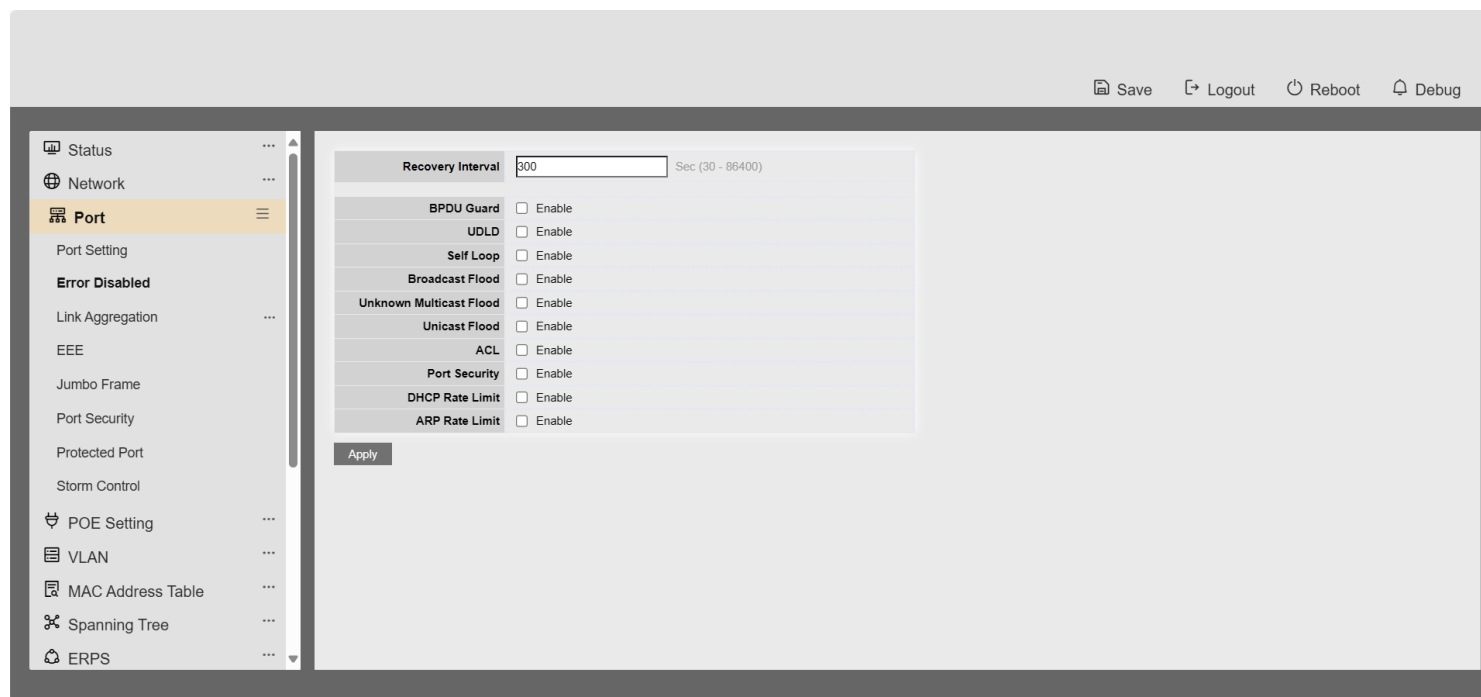 Save Logout Reboot Debug
Status ...
Network ...
Port
Port Setting
Error Disabled
Link Aggregation ...
EEE
Jumbo Frame
Port Security
Protected Port
Storm Control
POE Setting ...
VLAN ...
MAC Address Table ...
Spanning Tree ...
ERPS ...
Recovery Interval 300 Sec (30 - 86400)
BPDU Guard Enable
UDLD Enable
Self Loop Enable
Broadcast Flood Enable
Unknown Multicast Flood Enable
Unicast Flood Enable
ACL Enable
Port Security Enable
DHCP Rate Limit Enable
ARP Rate Limit Enable
Apply